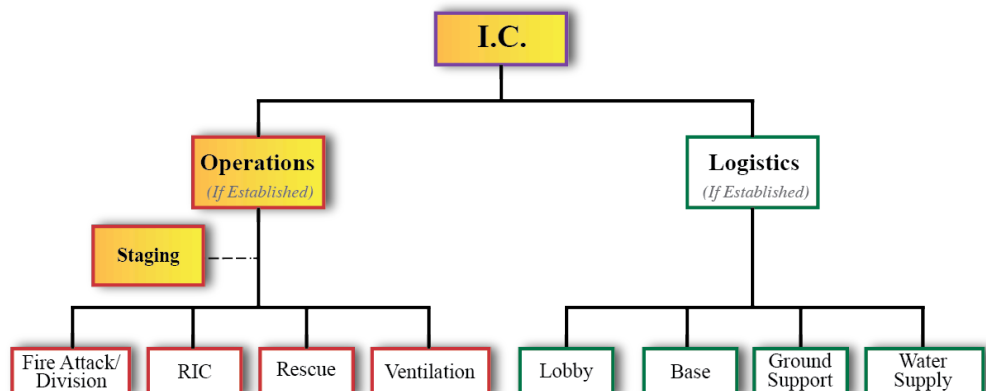 I.C.
Operations
(If Established)
Logistics
(If Established)
Staging
Fire Attack/
Division
RIC
Rescue
Ventilation
Lobby
Base
Ground
Support
Water
Supply